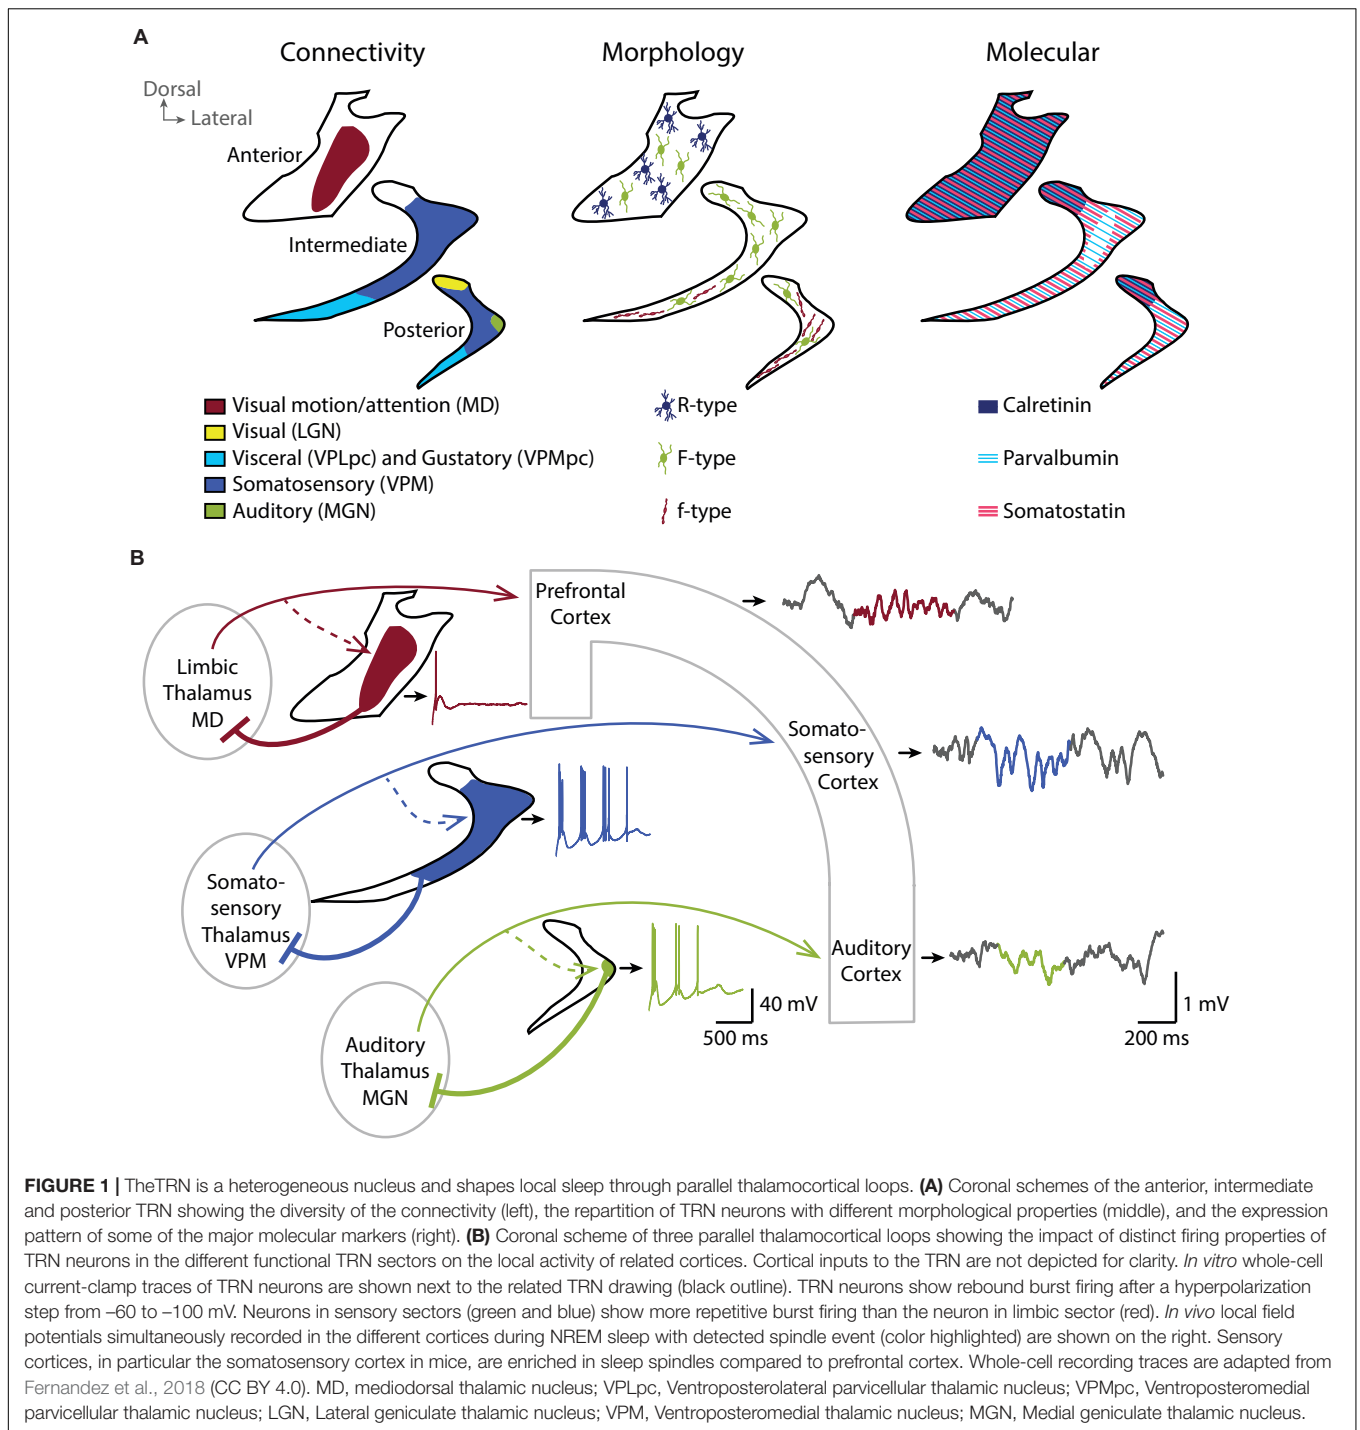 A
Connectivity
Morphology
Molecular
Dorsal
Lateral
Anterior
Intermediate
Posterior
Visual motion/attention (MD)
Visual (LGN)
Visceral (VPLpc) and Gustatory (VPMpc)
Somatosensory (VPM)
Auditory (MGN)
R-type
F-type
f-type
Calretinin
Parvalbumin
Somatostatin
B
Limbic
Thalamus
MD
Prefrontal
Cortex
Somato-
sensory
Thalamus
VPM
Somato-
sensory
Cortex
Auditory
Thalamus
MGN
Auditory
Cortex
40 mV
500 ms
1 mV
200 ms
FIGURE 1 | TheTRN is a heterogeneous nucleus and shapes local sleep through parallel thalamocortical loops. (A) Coronal schemes of the anterior, intermediate
and posterior TRN showing the diversity of the connectivity (left), the repartition of TRN neurons with different morphological properties (middle), and the expression
pattern of some of the major molecular markers (right). (B) Coronal scheme of three parallel thalamocortical loops showing the impact of distinct firing properties of
TRN neurons in the different functional TRN sectors on the local activity of related cortices. Cortical inputs to the TRN are not depicted for clarity. In vitro whole-cell
current-clamp traces of TRN neurons are shown next to the related TRN drawing (black outline). TRN neurons show rebound burst firing after a hyperpolarization
step from –60 to –100 mV. Neurons in sensory sectors (green and blue) show more repetitive burst firing than the neuron in limbic sector (red). In vivo local field
potentials simultaneously recorded in the different cortices during NREM sleep with detected spindle event (color highlighted) are shown on the right. Sensory
cortices, in particular the somatosensory cortex in mice, are enriched in sleep spindles compared to prefrontal cortex. Whole-cell recording traces are adapted from
Fernandez et al., 2018 (CC BY 4.0). MD, mediodorsal thalamic nucleus; VPLpc, Ventroposterolateral parvicellular thalamic nucleus; VPMpc, Ventroposteromedial
parvicellular thalamic nucleus; LGN, Lateral geniculate thalamic nucleus; VPM, Ventroposteromedial thalamic nucleus; MGN, Medial geniculate thalamic nucleus.